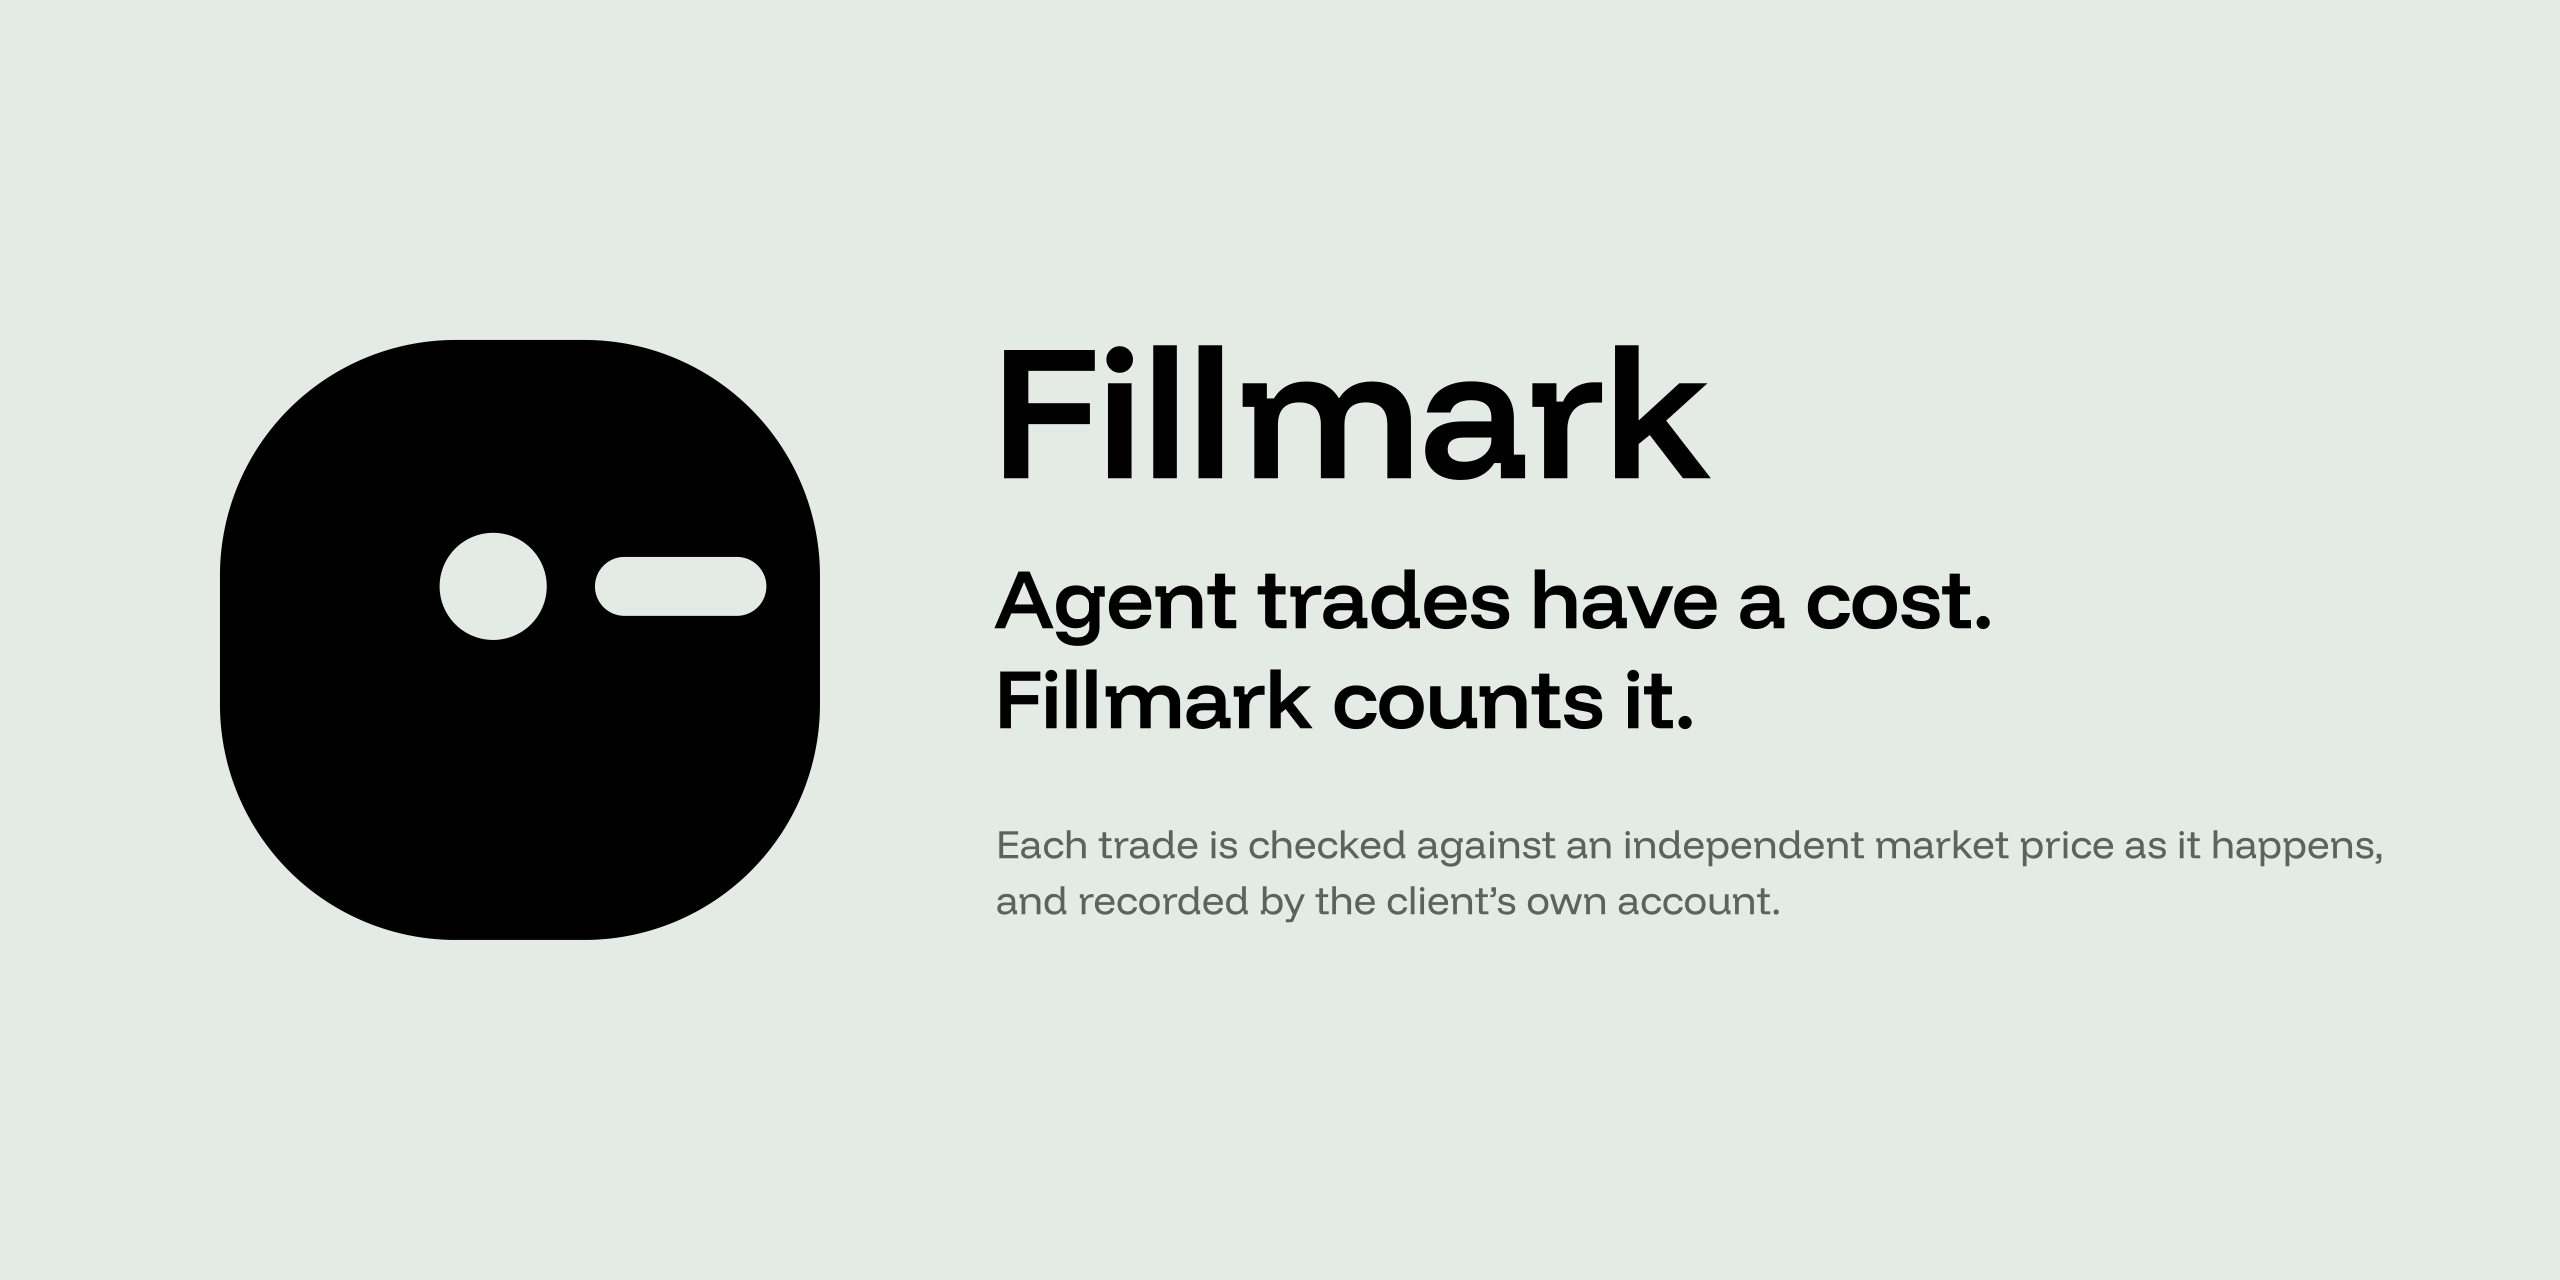 Fillmark
Agent trades have a cost.
Fillmark counts it.
Each trade is checked against an independent market price as it happens,
and recorded by the client’s own account.